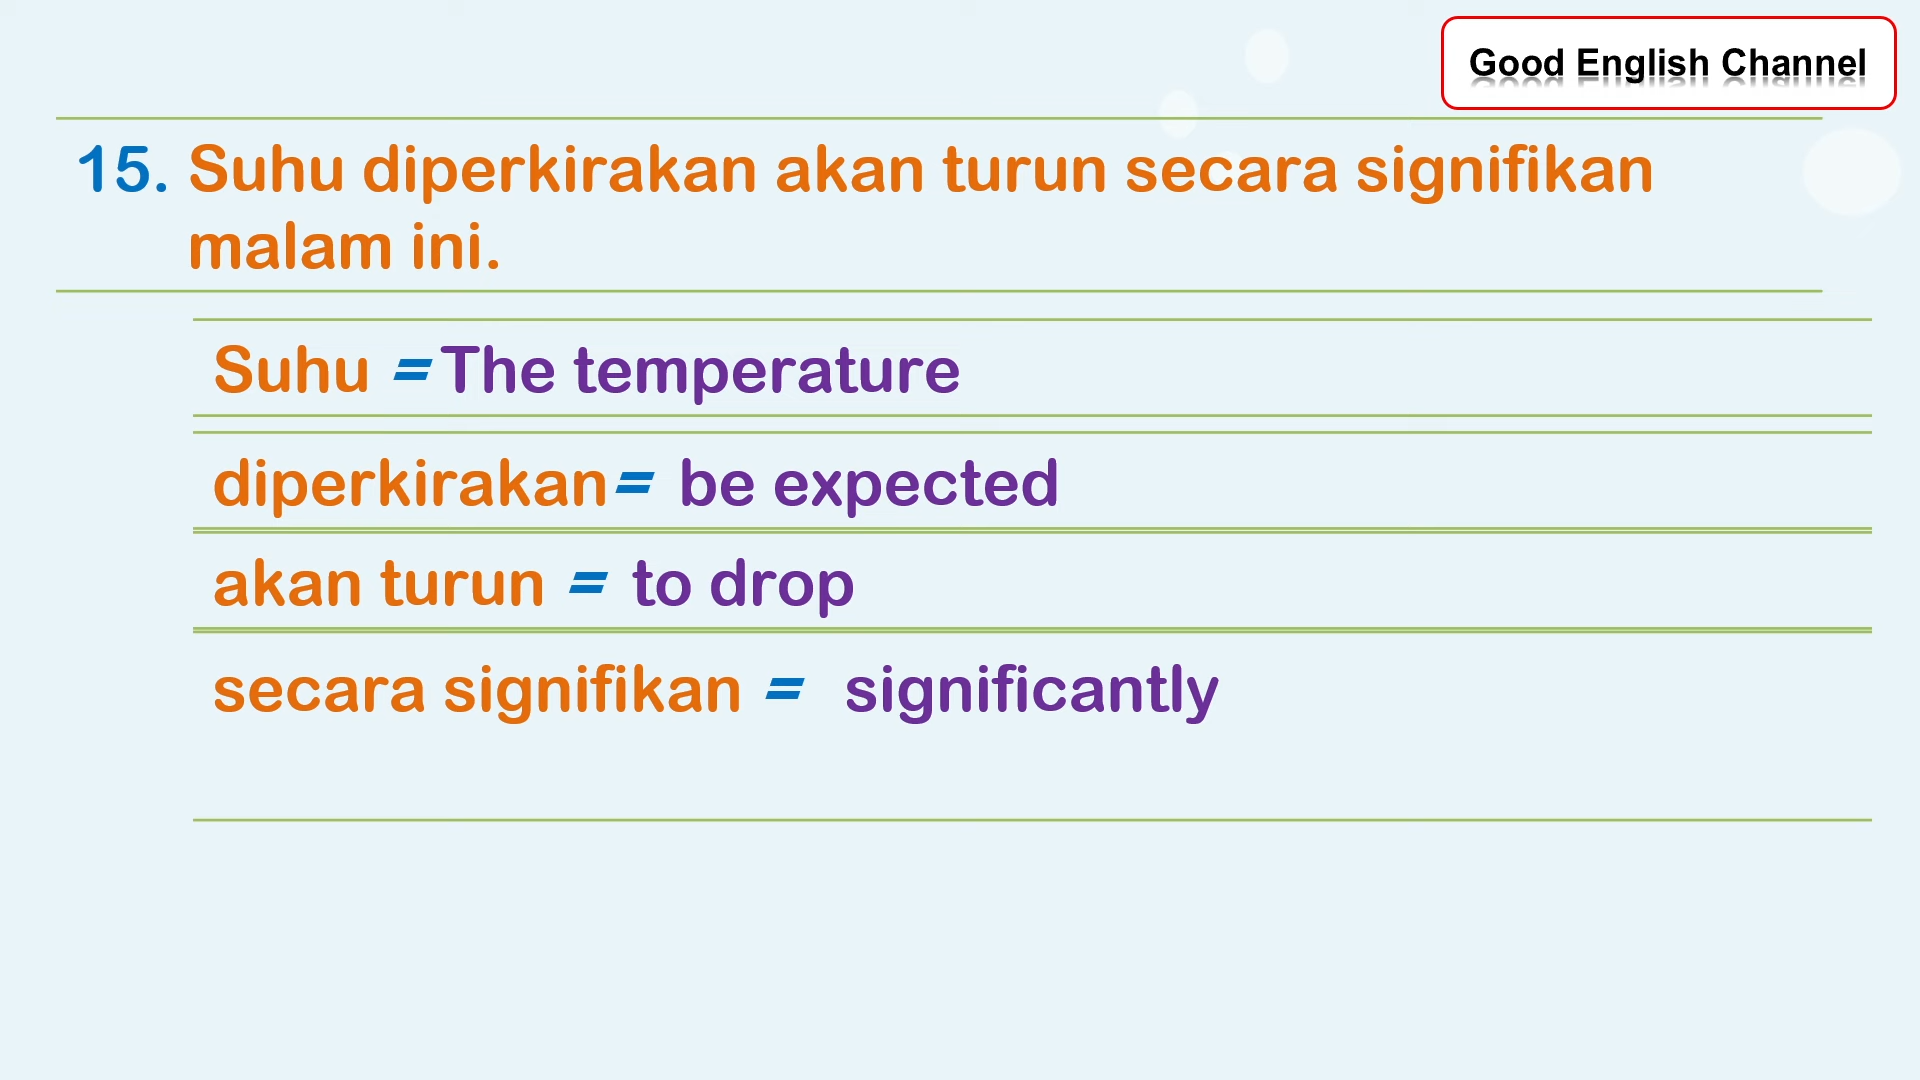 Good English Channel
15. Suhu diperkirakan akan turun secara signifikan
malam ini.
Suhu = The temperature
diperkirakan = be expected
akan turun = to drop
secara signifikan = significantly